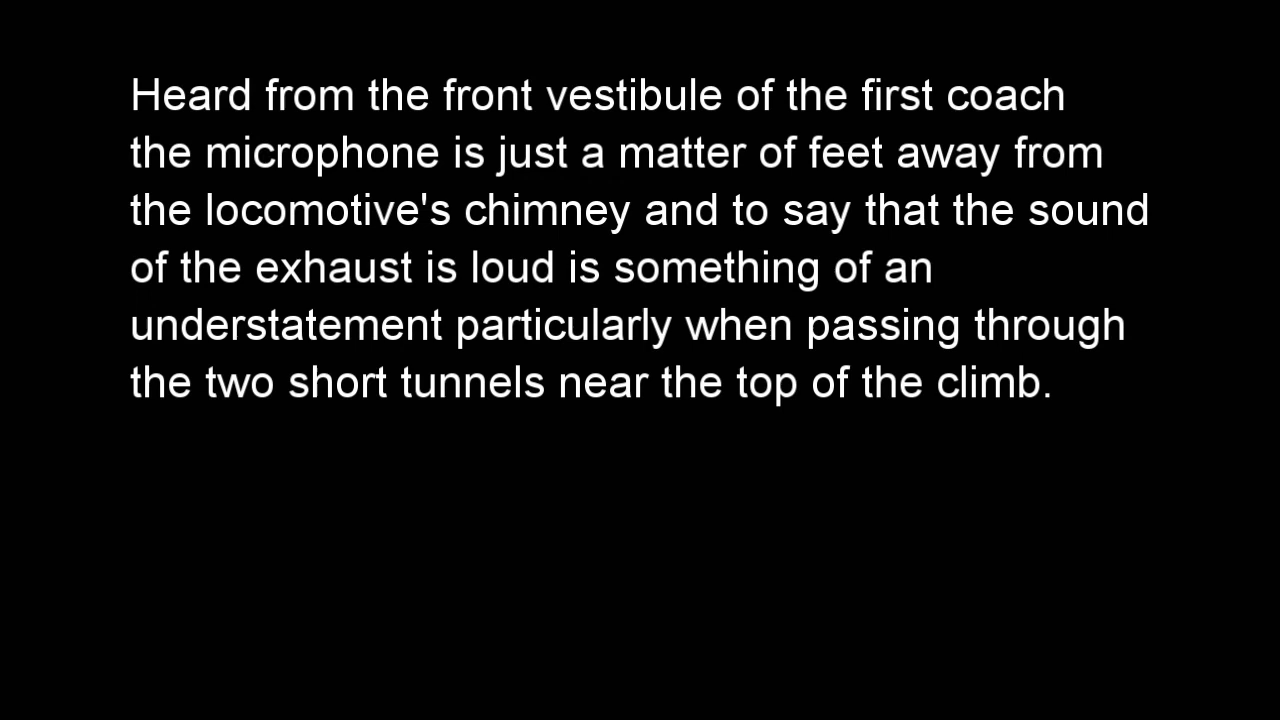 Heard from the front vestibule of the first coach
the microphone is just a matter of feet away from
the locomotive's chimney and to say that the sound
of the exhaust is loud is something of an
understatement particularly when passing through
the two short tunnels near the top of the climb.